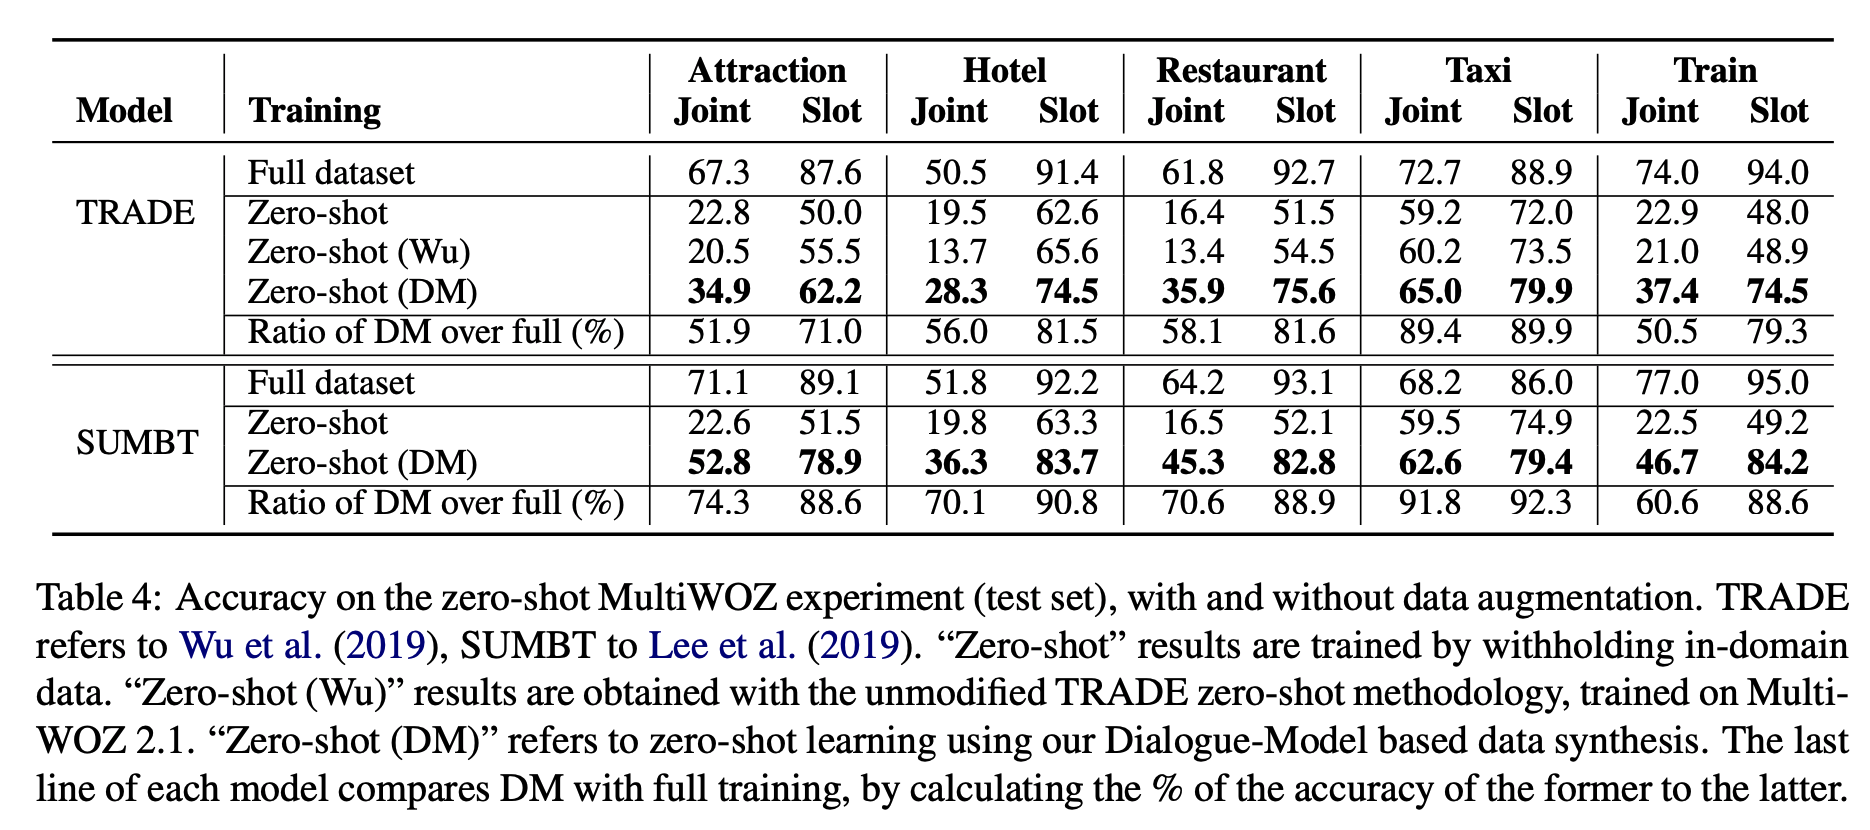 Attraction Hotel Restaurant Taxi Train
Model Training Joint Slot Joint Slot Joint Slot Joint Slot Joint Slot
Full dataset 67.3 87.6 50.5 91.4 61.8 92.7 72.7 88.9 74.0 94.0
TRADE Zero-shot 22.8 50.0 19.5 62.6 16.4 51.5 59.2 72.0 22.9 48.0
Zero-shot (Wu) 20.5 55.5 13.7 65.6 13.4 54.5 60.2 73.5 21.0 48.9
Zero-shot (DM) 34.9 62.2 28.3 74.5 35.9 75.6 65.0 79.9 37.4 74.5
Ratio of DM over full (%) 51.9 71.0 56.0 81.5 58.1 81.6 89.4 89.9 50.5 79.3
Full dataset 71.1 89.1 51.8 92.2 64.2 93.1 68.2 86.0 77.0 95.0
Zero-shot 22.6 51.5 19.8 63.3 16.5 52.1 59.5 74.9 22.5 49.2
SUMBT
Zero-shot (DM) 52.8 78.9 36.3 83.7 45.3 82.8 62.6 79.4 46.7 84.2
Ratio of DM over full (%) 74.3 88.6 70.1 90.8 70.6 88.9 91.8 92.3 60.6 88.6
Table 4: Accuracy on the zero-shot MultiWOZ experiment (test set), with and without data augmentation. TRADE
refers to Wu et al. (2019), SUMBT to Lee et al. (2019). “Zero-shot” results are trained by withholding in-domain
data. “Zero-shot (Wu)” results are obtained with the unmodified TRADE zero-shot methodology, trained on Multi-
WOZ 2.1. “Zero-shot (DM)” refers to zero-shot learning using our Dialogue-Model based data synthesis. The last
line of each model compares DM with full training, by calculating the % of the accuracy of the former to the latter.